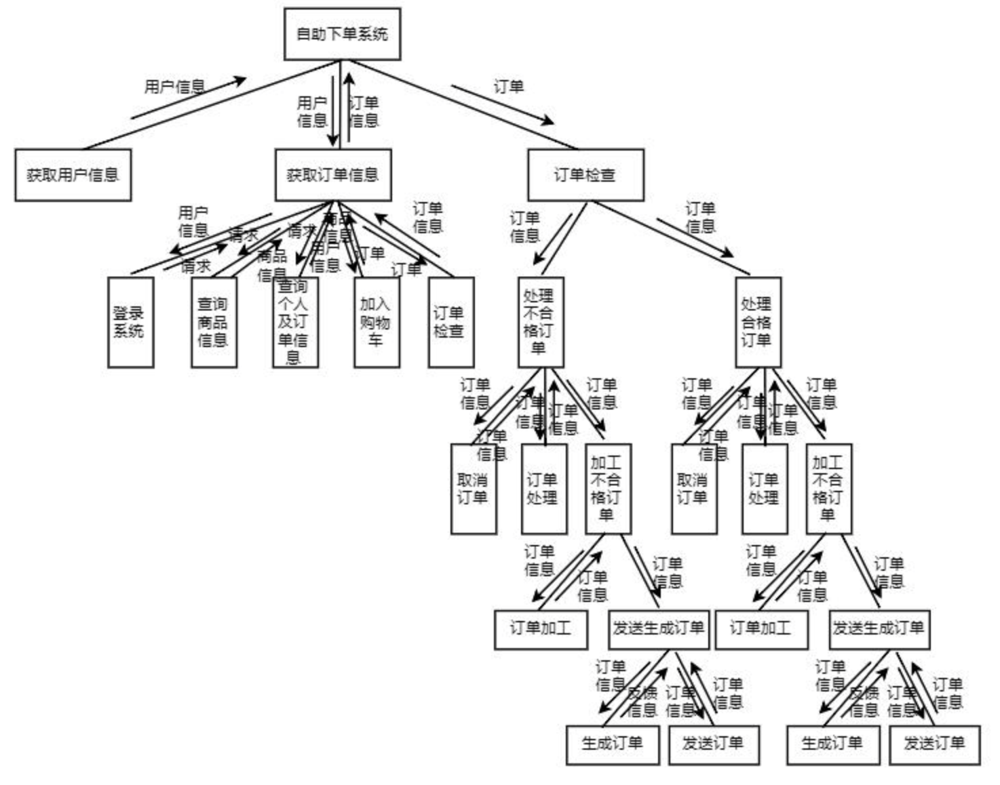 自助下单系统
用户信息
用户
信息
订单
信息
订单
获取用户信息
获取订单信息
订单检查
用户
信息
请求
请求
请求
商品
信息
商品
信息
用户
信息
订单
订单
订单
信息
订单
信息
订单
信息
登录
系统
查询
商品
信息
查询
个人
及订
单信
息
加入
购物
车
订单
检查
处理
不合
格订
单
处理
合格
订单
订单
信息
订单
信息
订单
信息
订单
信息
订单
信息
订单
信息
订单
信息
订单
信息
订单
信息
订单
信息
取消
订单
订单
处理
加工
不合
格订
单
取消
订单
订单
处理
加工
不合
格订
单
订单
信息
订单
信息
订单
信息
订单
信息
订单
信息
订单
信息
订单加工
发送生成订单
订单加工
发送生成订单
订单
信息
反馈
信息
订单
信息
订单
信息
订单
信息
反馈
信息
订单
信息
订单
信息
生成订单
发送订单
生成订单
发送订单